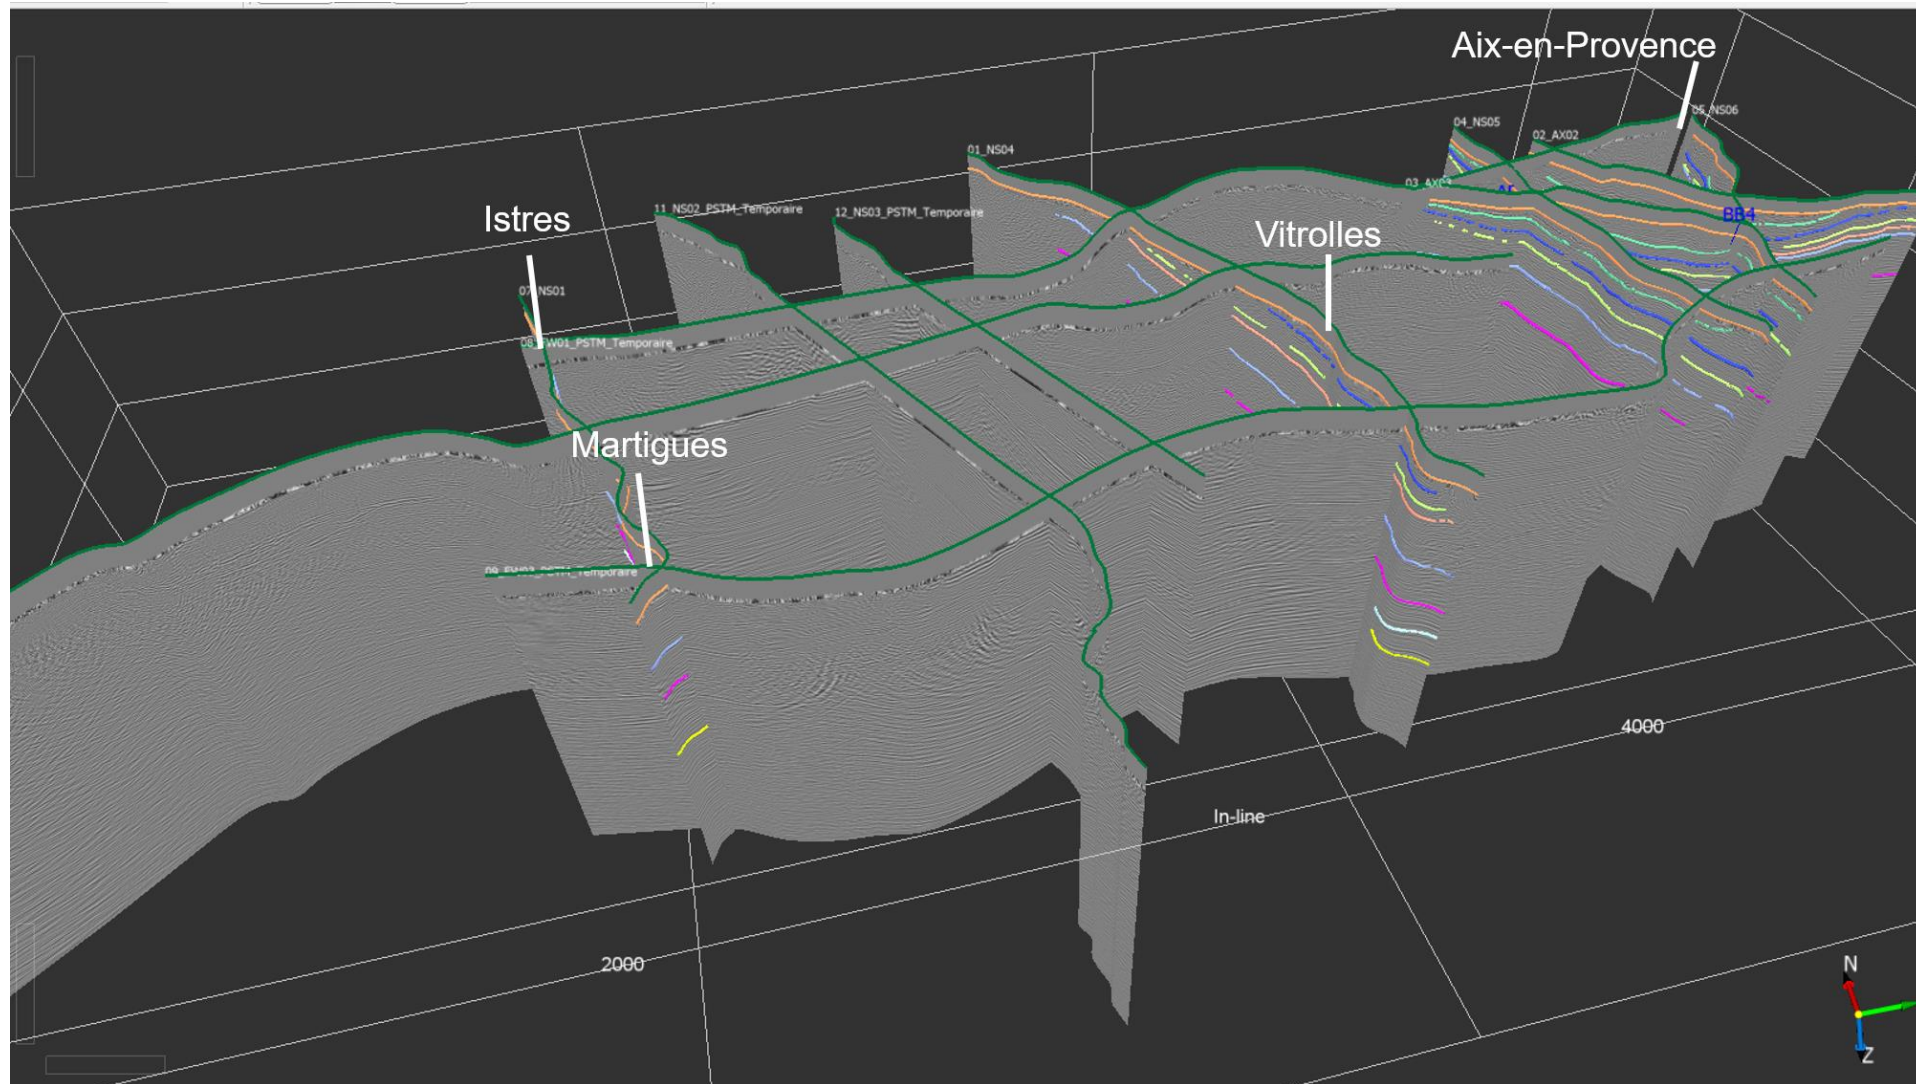 Aix-en-Provence
05_NS06
04_NS05
02_AX02
01_NS04
03_AX03
11_NS02_PSTM_Temporaire
12_NS03_PSTM_Temporaire
BB4
Istres
Vitrolles
07_NS01
08_EW01_PSTM_Temporaire
Martigues
09_EW03_PSTM_Temporaire
4000
In-line
2000
N
Z